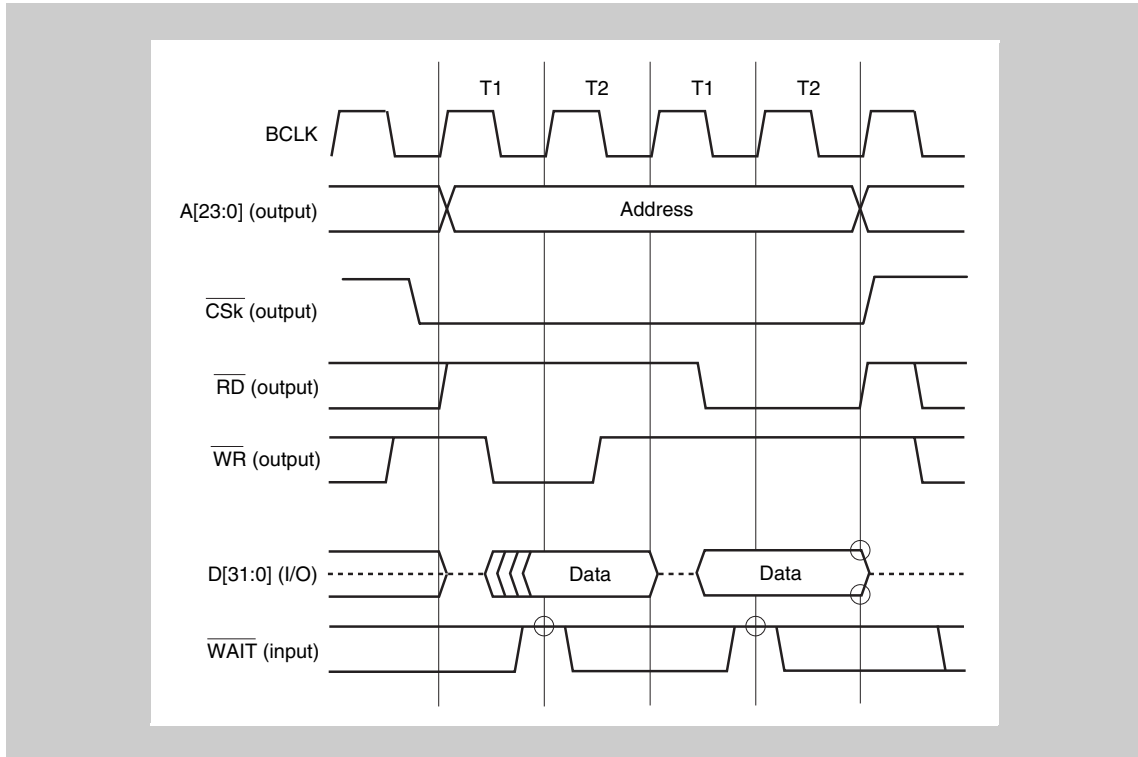 T1 T2 T1 T2
BCLK
A[23:0] (output) Address
CSk (output)
RD (output)
WR (output)
D[31:0] (I/O) Data Data
WAIT (input)